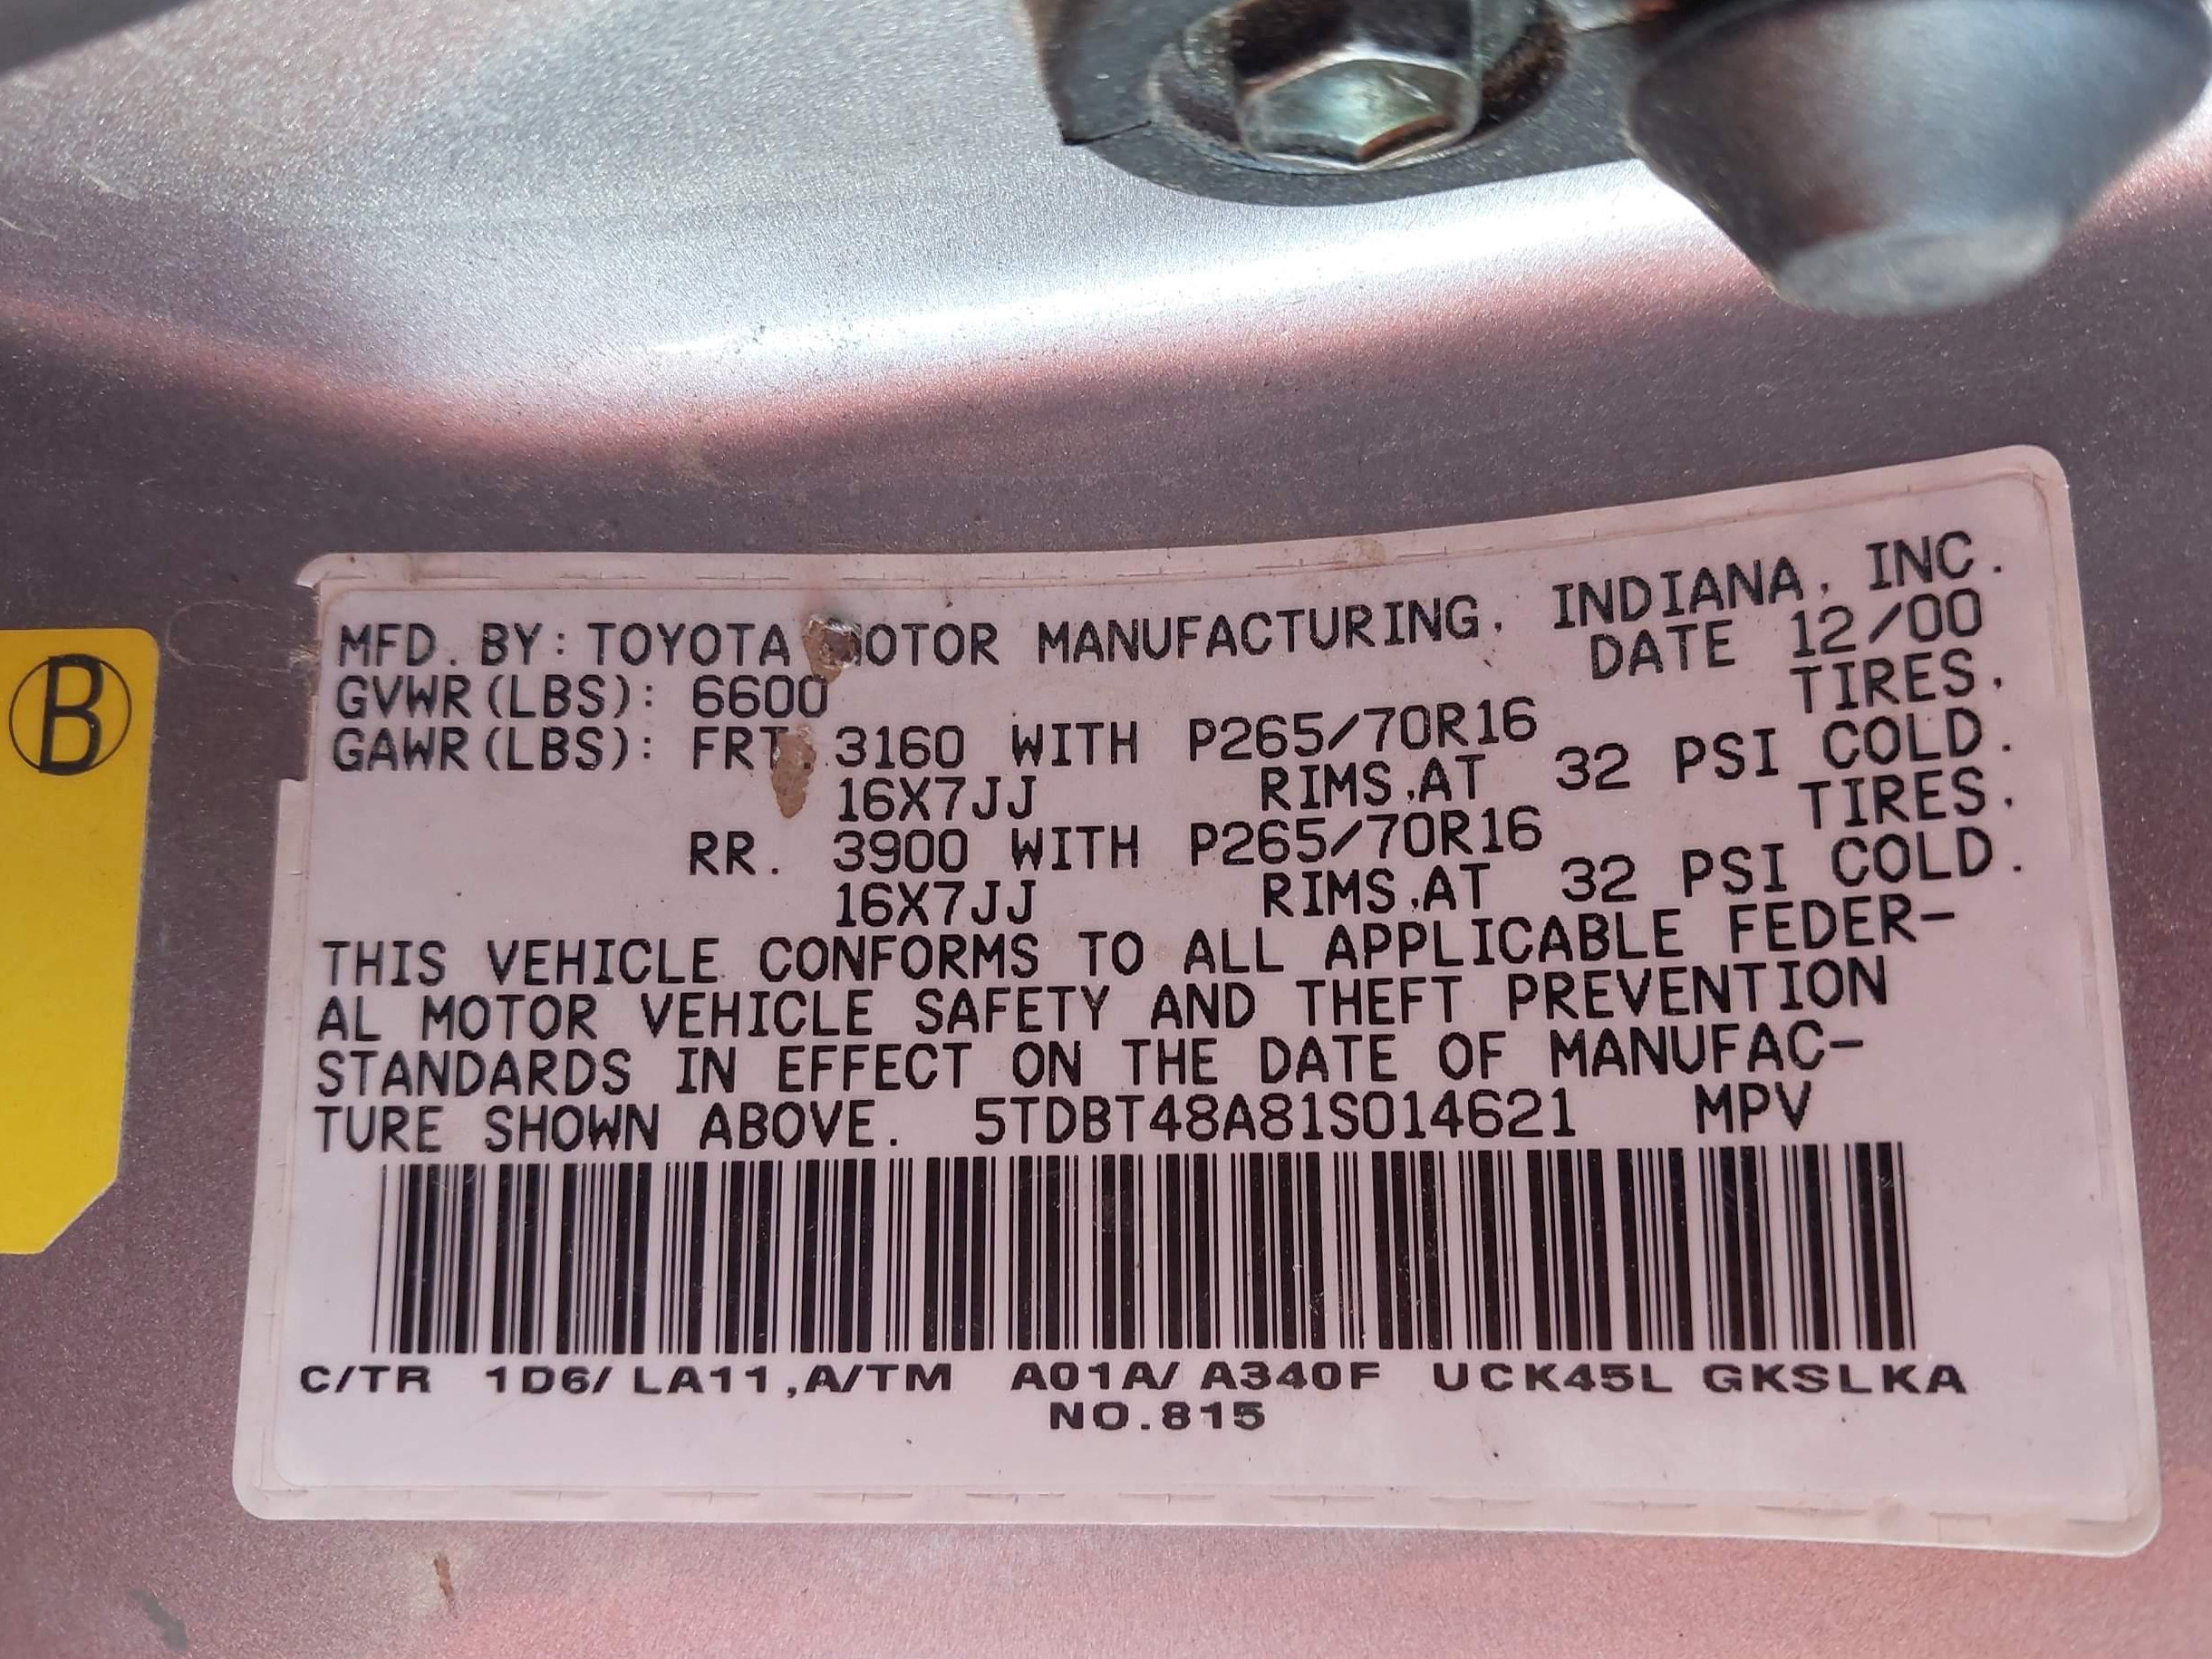 B
MFD. BY: TOYOTA MOTOR MANUFACTURING, INDIANA, INC.
DATE 12/00
GVWR(LBS): 6600
GAWR(LBS): FRT 3160 WITH P265/70R16 TIRES,
16X7JJ RIMS,AT 32 PSI COLD.
RR. 3900 WITH P265/70R16 TIRES,
16X7JJ RIMS,AT 32 PSI COLD.
THIS VEHICLE CONFORMS TO ALL APPLICABLE FEDER-
AL MOTOR VEHICLE SAFETY AND THEFT PREVENTION
STANDARDS IN EFFECT ON THE DATE OF MANUFAC-
TURE SHOWN ABOVE. 5TDBT48A81S014621 MPV
C/TR 1D6/LA11,A/TM A01A/A340F UCK45L GKSLKA
NO.815